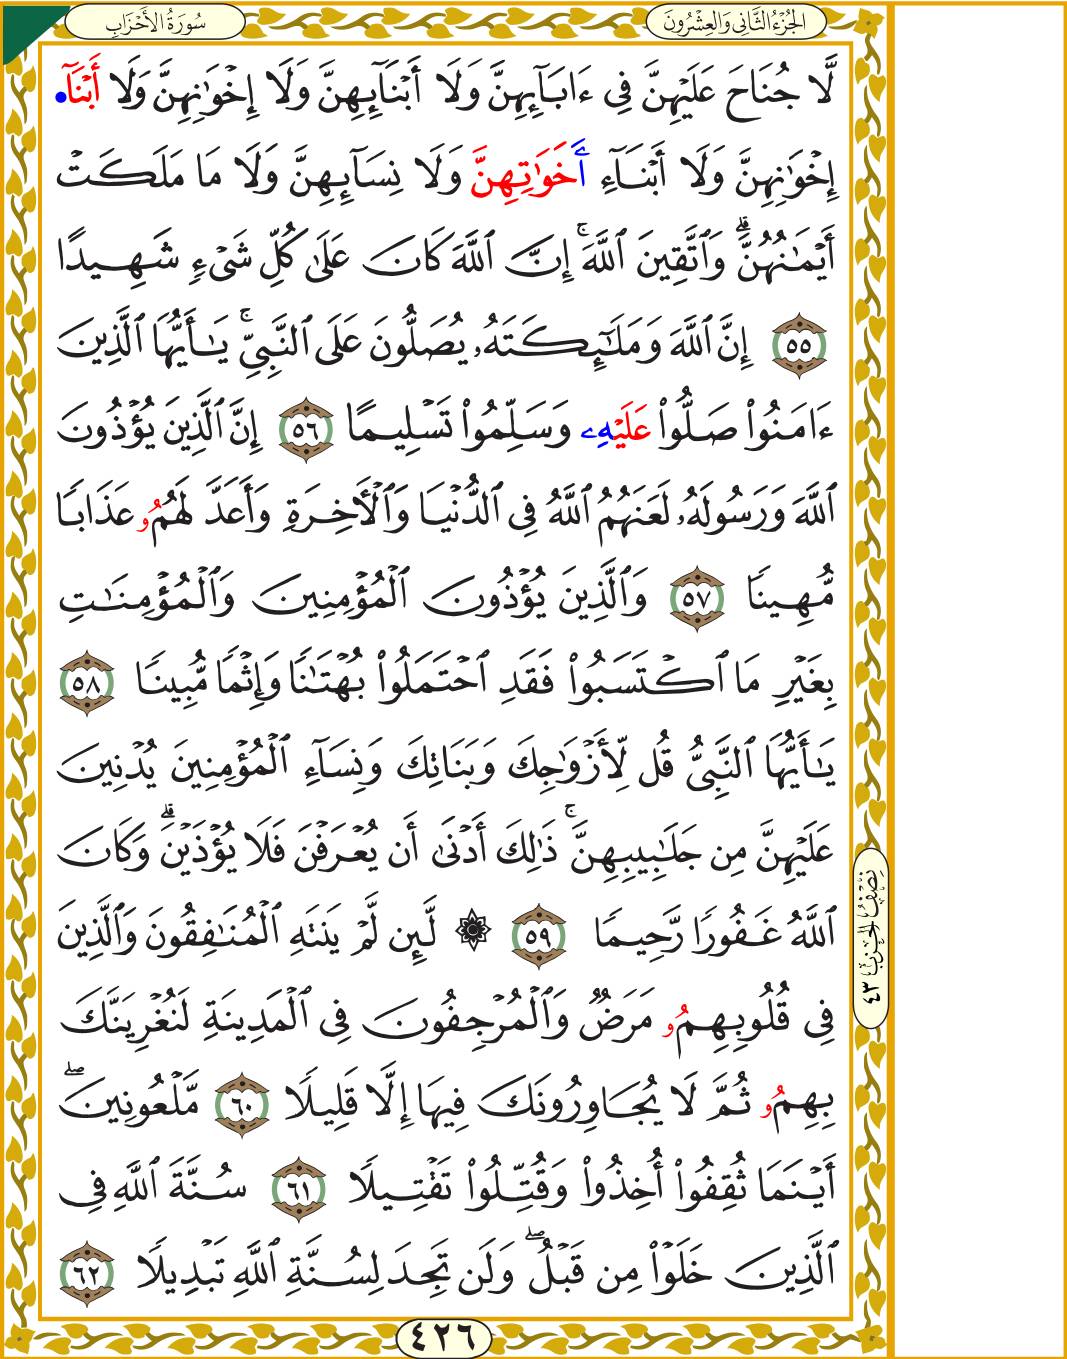 سُورَةُ الأَحْزَابِ
الجُزْءُ الثَّانِي وَالعِشْرُونَ
لَّا جُنَاحَ عَلَيْهِنَّ فِي ءَابَآئِهِنَّ وَلَآ أَبْنَآئِهِنَّ وَلَآ إِخْوَٰنِهِنَّ وَلَآ أَبْنَآ
إِخْوَٰنِهِنَّ وَلَآ أَبْنَآءِ أَخَوَٰتِهِنَّ وَلَا نِسَآئِهِنَّ وَلَا مَا مَلَكَتْ
أَيْمَٰنُهُنَّۗ وَٱتَّقِينَ ٱللَّهَۚ إِنَّ ٱللَّهَ كَانَ عَلَىٰ كُلِّ شَيْءٖ شَهِيدًا
٥٥ إِنَّ ٱللَّهَ وَمَلَٰٓئِكَتَهُۥ يُصَلُّونَ عَلَى ٱلنَّبِيِّۚ يَٰٓأَيُّهَا ٱلَّذِينَ
ءَامَنُواْ صَلُّواْ عَلَيْهِۦ وَسَلِّمُواْ تَسْلِيمًا ٥٦ إِنَّ ٱلَّذِينَ يُؤْذُونَ
ٱللَّهَ وَرَسُولَهُۥ لَعَنَهُمُ ٱللَّهُ فِي ٱلدُّنْيَا وَٱلْأٓخِرَةِ وَأَعَدَّ لَهُمُۥ عَذَابًا
مُّهِينًا ٥٧ وَٱلَّذِينَ يُؤْذُونَ ٱلْمُؤْمِنِينَ وَٱلْمُؤْمِنَٰتِ
بِغَيْرِ مَا ٱكْتَسَبُواْ فَقَدِ ٱحْتَمَلُواْ بُهْتَٰنًا وَإِثْمًا مُّبِينًا ٥٨
يَٰٓأَيُّهَا ٱلنَّبِيُّ قُل لِّأَزْوَٰجِكَ وَبَنَاتِكَ وَنِسَآءِ ٱلْمُؤْمِنِينَ يُدْنِينَ
عَلَيْهِنَّ مِن جَلَٰبِيبِهِنَّۚ ذَٰلِكَ أَدْنَىٰٓ أَن يُعْرَفْنَ فَلَا يُؤْذَيْنَۗ وَكَانَ
ٱللَّهُ غَفُورًا رَّحِيمًا ٥٩ ۞ لَّئِن لَّمْ يَنتَهِ ٱلْمُنَٰفِقُونَ وَٱلَّذِينَ
فِي قُلُوبِهِمُۥ مَرَضٌ وَٱلْمُرْجِفُونَ فِي ٱلْمَدِينَةِ لَنُغْرِيَنَّكَ
بِهِمُۥ ثُمَّ لَا يُجَاوِرُونَكَ فِيهَآ إِلَّا قَلِيلًا ٦٠ مَّلْعُونِينَۖ
أَيْنَمَا ثُقِفُوٓاْ أُخِذُواْ وَقُتِّلُواْ تَقْتِيلًا ٦١ سُنَّةَ ٱللَّهِ فِي
ٱلَّذِينَ خَلَوْاْ مِن قَبْلُۖ وَلَن تَجِدَ لِسُنَّةِ ٱللَّهِ تَبْدِيلًا ٦٢
نِصْفُ الحِزْبِ ٤٣
٤٢٦